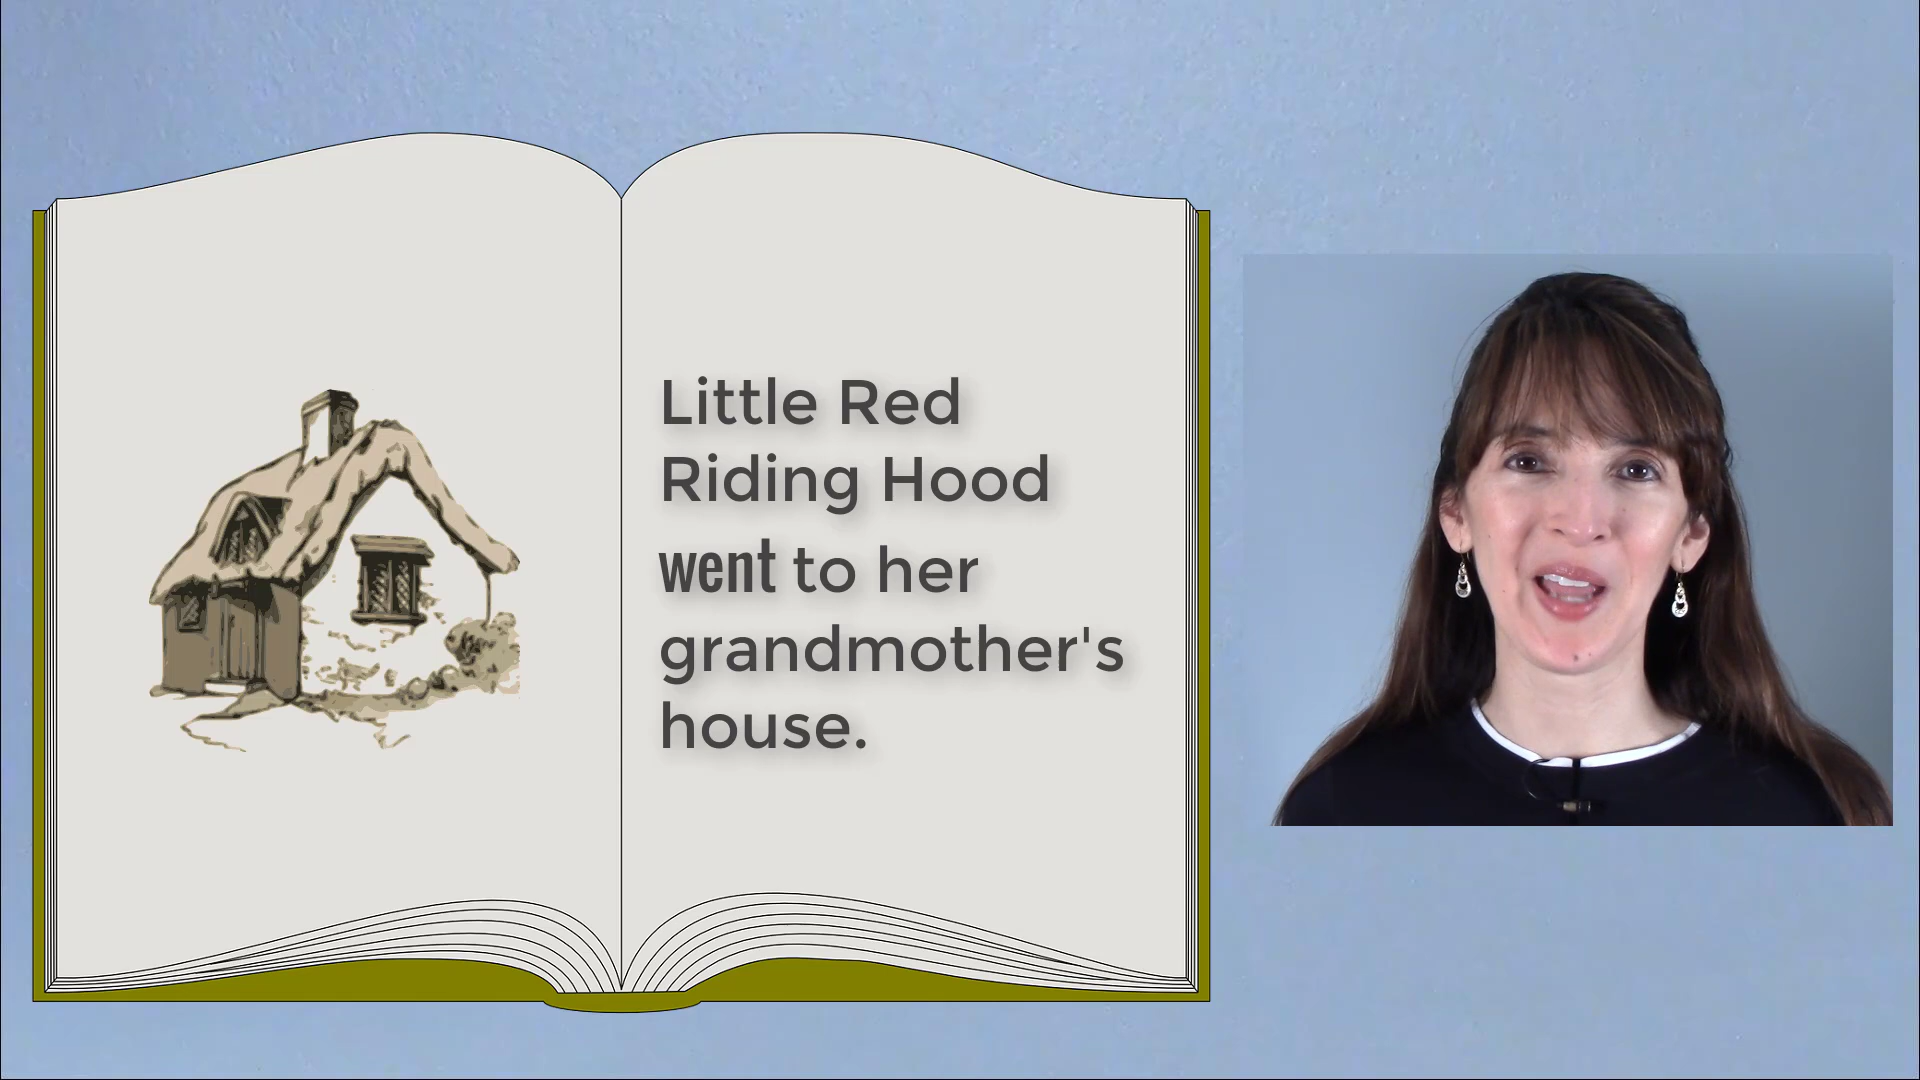 Little Red
Riding Hood
went to her
grandmother's
house.